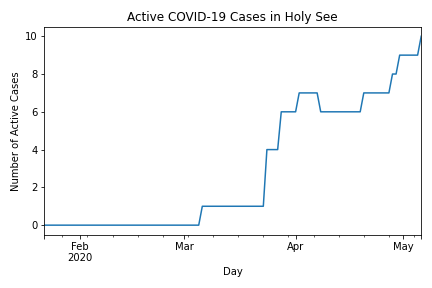 Active COVID-19 Cases in Holy See
Number of Active Cases
10
8
6
4
2
0
Feb Mar Apr May
2020
Day